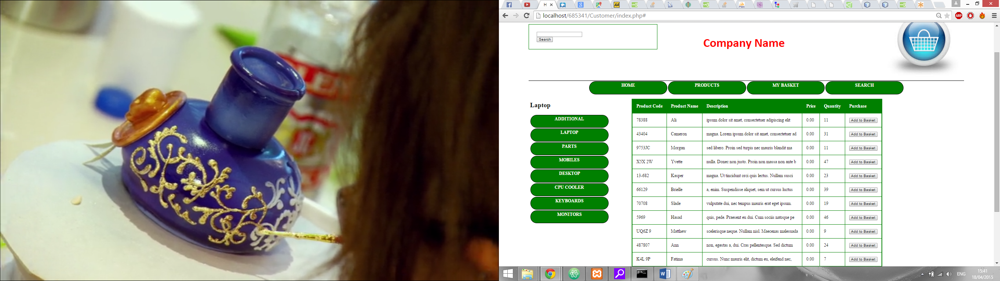 localhost/685341/Customer/index.php#
Search
Company Name
HOME PRODUCTS MY BASKET SEARCH
Laptop
ADDITIONAL
LAPTOP
PARTS
MOBILES
DESKTOP
CPU COOLER
KEYBOARDS
MONITORS
Product Code Product Name Description Price Quantity Purchase
78388 Ali ipsum dolor sit amet, consectetuer adipiscing elit 0.00 11 Add to Basket
43404 Cameron magna. Lorem ipsum dolor sit amet, consectetuer ad 0.00 31 Add to Basket
9753JC Morgan sed libero. Proin sed turpis nec mauris blandit ma 0.00 11 Add to Basket
X5X 2W Yvette nulla. Donec non justo. Proin non massa non ante b 0.00 47 Add to Basket
13-682 Kasper magna. Ut tincidunt orci quis lectus. Nullam susci 0.00 23 Add to Basket
66129 Brielle a, enim. Suspendisse aliquet, sem ut cursus luctus 0.00 39 Add to Basket
70708 Slade vulputate dui, nec tempus mauris erat eget ipsum. 0.00 19 Add to Basket
5969 Hasad quis, pede. Praesent eu dui. Cum sociis natoque pe 0.00 46 Add to Basket
UQ6Z 9 Matthew scelerisque neque. Nullam nisl. Maecenas malesuada 0.00 9 Add to Basket
487807 Ann non, egestas a, dui. Cras pellentesque. Sed dictum 0.00 24 Add to Basket
K4L 9P Fatima cursus. Nunc mauris elit, dictum eu, eleifend nec, 0.00 7 Add to Basket
ENG
15:41
18/04/2015
H
AA
PMA
ABP